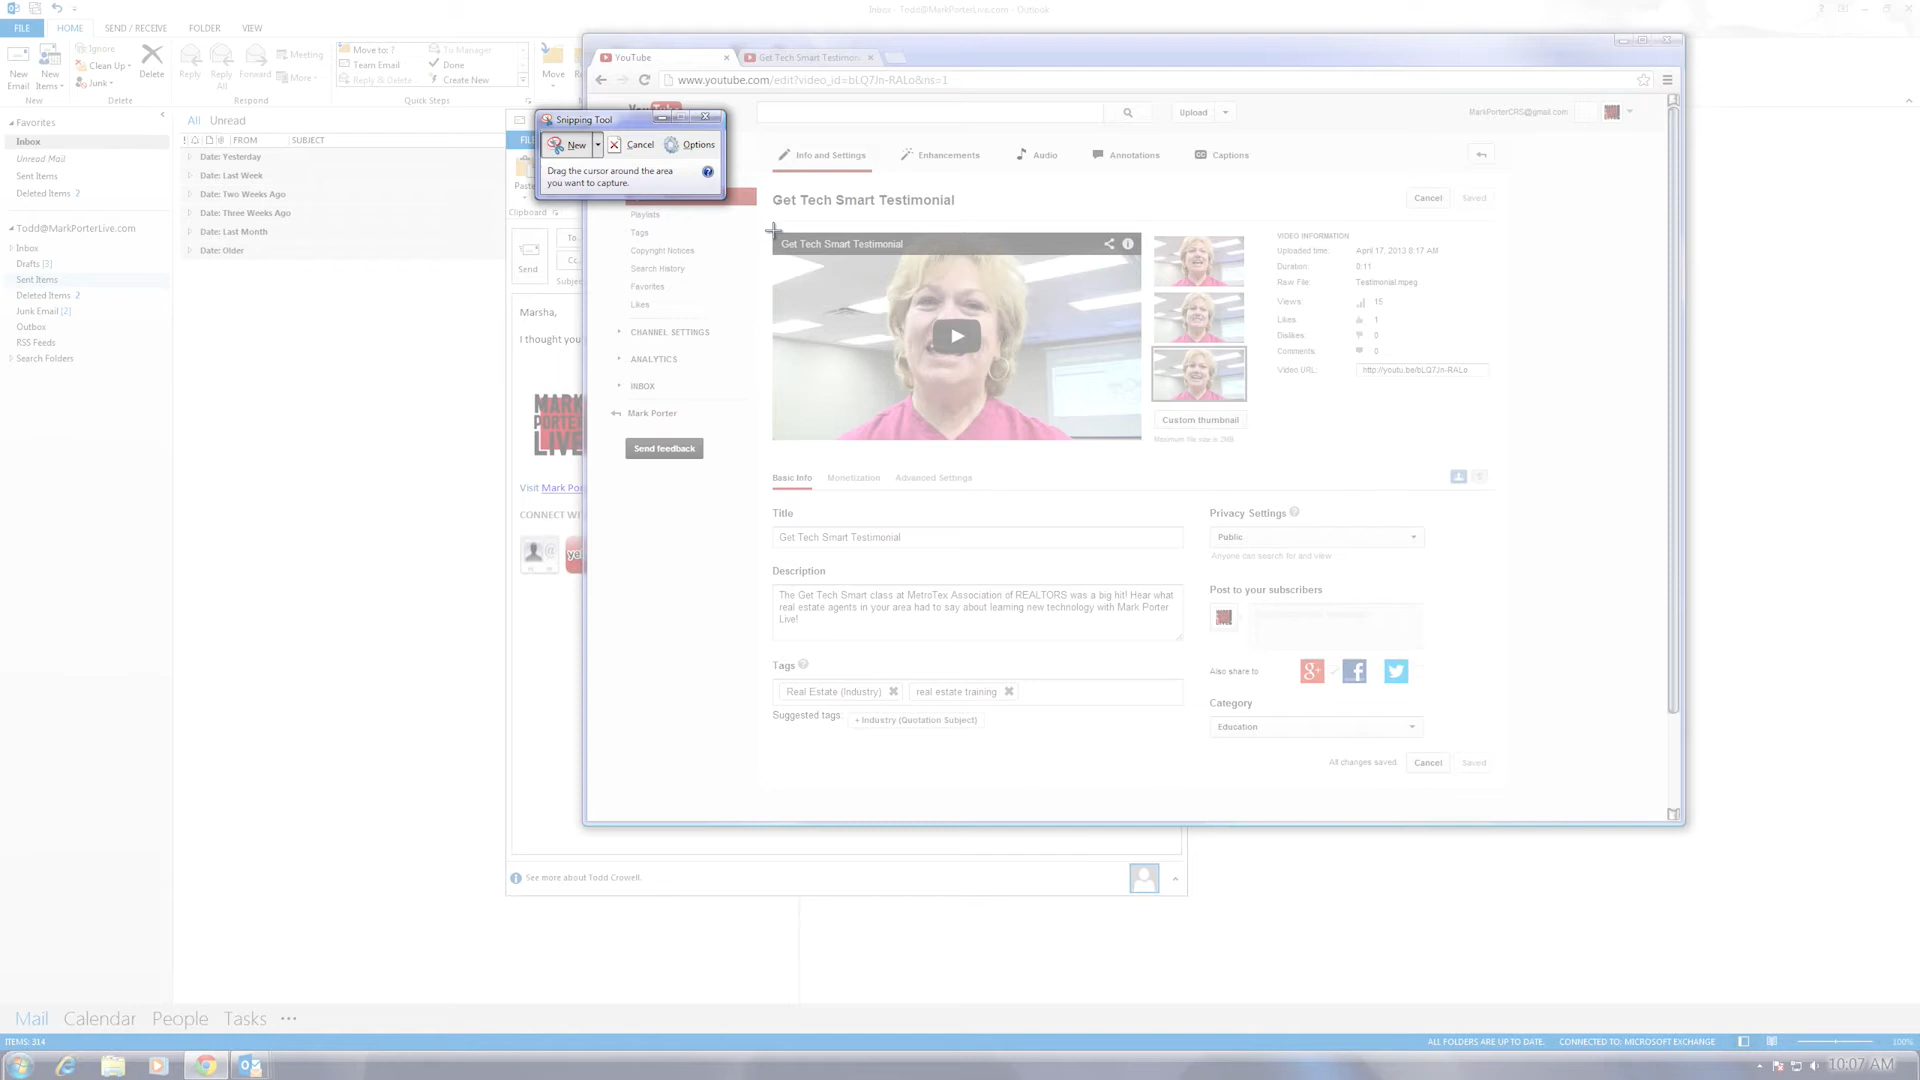 Inbox - Todd@MarkPorterLive.com - Outlook
FILE
HOME
SEND / RECEIVE
FOLDER
VIEW
New Email
New Items
Ignore
Clean Up
Junk
Delete
Reply
Reply All
Forward
Meeting
More
Move to: ?
Team Email
Reply & Delete
To Manager
Done
Create New
Move
New
Delete
Respond
Quick Steps
Favorites
Inbox
Unread Mail
Sent Items
Deleted Items 2
Todd@MarkPorterLive.com
Inbox
Drafts [3]
Sent Items
Deleted Items 2
Junk Email [2]
Outbox
RSS Feeds
Search Folders
All Unread
FROM SUBJECT
Date: Yesterday
Date: Last Week
Date: Two Weeks Ago
Date: Three Weeks Ago
Date: Last Month
Date: Older
Paste
Clipboard
Send
To...
Cc...
Subject
Marsha,
I thought you
MARK
PORTER
LIVE
Visit Mark Por
CONNECT WI
See more about Todd Crowell.
Snipping Tool
New Cancel Options
Drag the cursor around the area
you want to capture.
YouTube
Get Tech Smart Testimon
www.youtube.com/edit?video_id=bLQ7Jn-RALo&ns=1
Upload
MarkPorterCRS@gmail.com
Info and Settings
Enhancements
Audio
Annotations
Captions
Playlists
Tags
Copyright Notices
Search History
Favorites
Likes
CHANNEL SETTINGS
ANALYTICS
INBOX
Mark Porter
Send feedback
Get Tech Smart Testimonial
Cancel
Saved
Get Tech Smart Testimonial
Custom thumbnail
Maximum file size is 2MB.
VIDEO INFORMATION
Uploaded time: April 17, 2013 8:17 AM
Duration: 0:11
Raw File: Testimonial.mpeg
Views: 15
Likes: 1
Dislikes: 0
Comments: 0
Video URL: http://youtu.be/bLQ7Jn-RALo
Basic Info
Monetization
Advanced Settings
Title
Get Tech Smart Testimonial
Description
The Get Tech Smart class at MetroTex Association of REALTORS was a big hit! Hear what
real estate agents in your area had to say about learning new technology with Mark Porter
Live!
Tags
Real Estate (Industry)
real estate training
Suggested tags: + Industry (Quotation Subject)
Privacy Settings
Public
Anyone can search for and view
Post to your subscribers
Also share to
Category
Education
All changes saved.
Cancel
Saved
Mail Calendar People Tasks
ITEMS: 314
ALL FOLDERS ARE UP TO DATE.
CONNECTED TO: MICROSOFT EXCHANGE
100%
10:07 AM